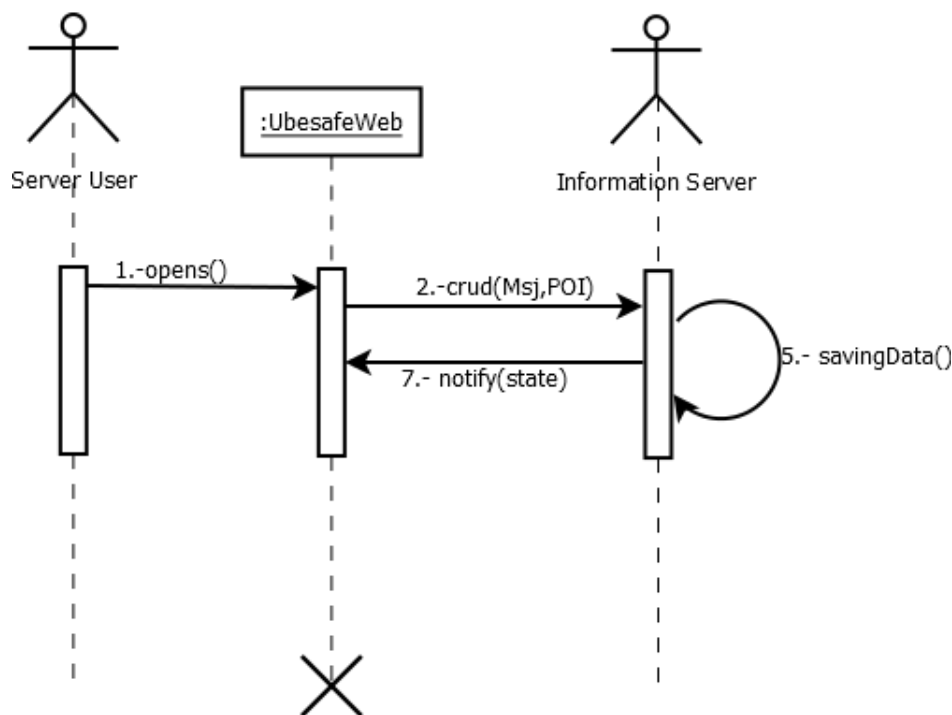 :UbesafeWeb
Server User
Information Server
1.-opens()
2.-crud(Msj,POI)
5.- savingData()
7.- notify(state)